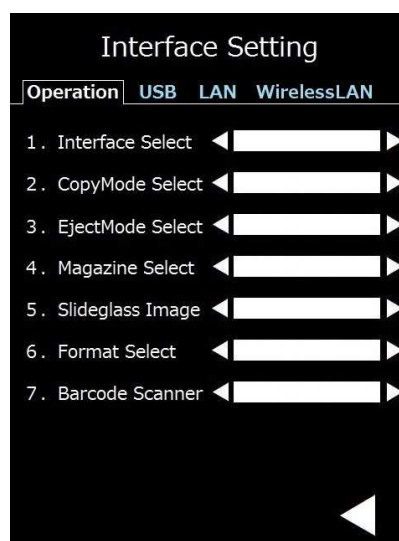 Interface Setting
Operation USB LAN WirelessLAN
1. Interface Select
2. CopyMode Select
3. EjectMode Select
4. Magazine Select
5. Slideglass Image
6. Format Select
7. Barcode Scanner